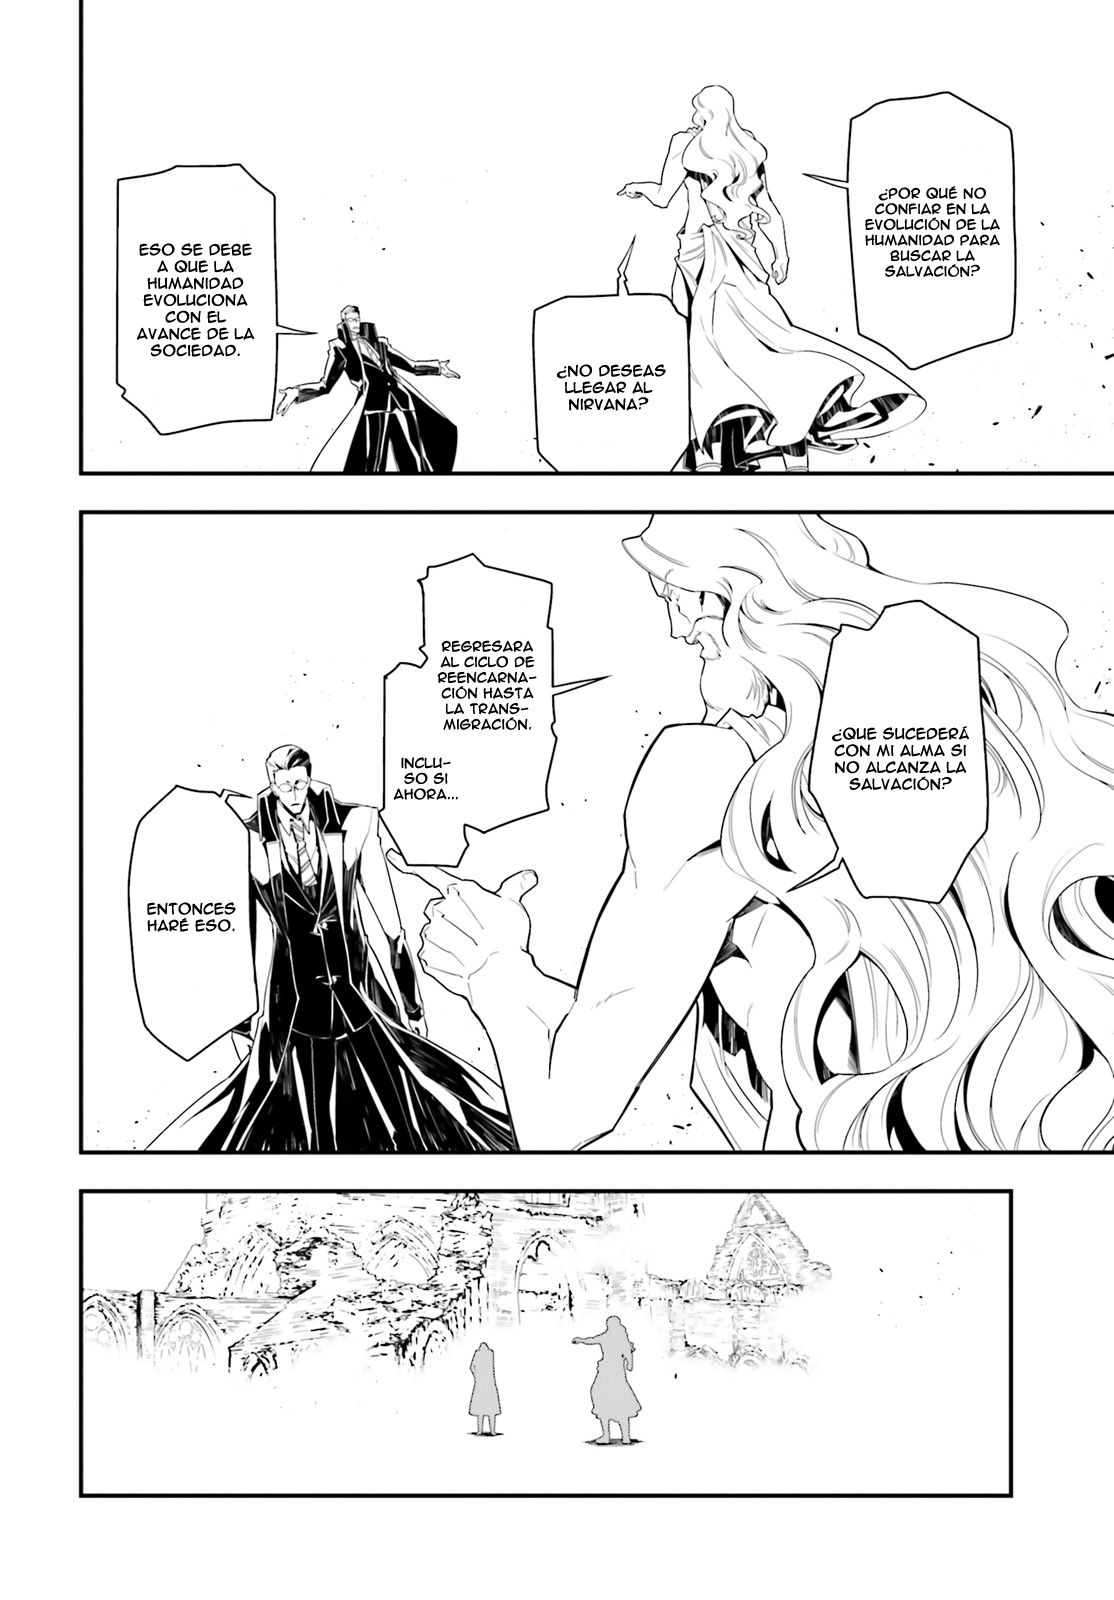 ¿POR QUÉ NO
CONFIAR EN LA
EVOLUCIÓN DE LA
HUMANIDAD PARA
BUSCAR LA
SALVACIÓN?
¿NO DESEAS
LLEGAR AL
NIRVANA?
ESO SE DEBE
A QUE LA
HUMANIDAD
EVOLUCIONA
CON EL
AVANCE DE LA
SOCIEDAD.
¿QUE SUCEDERÁ
CON MI ALMA SI
NO ALCANZA LA
SALVACIÓN?
REGRESARA
AL CICLO DE
REENCARNA-
CIÓN HASTA
LA TRANS-
MIGRACIÓN.
INCLU-
SO SI
AHORA...
ENTONCES
HARÉ ESO.